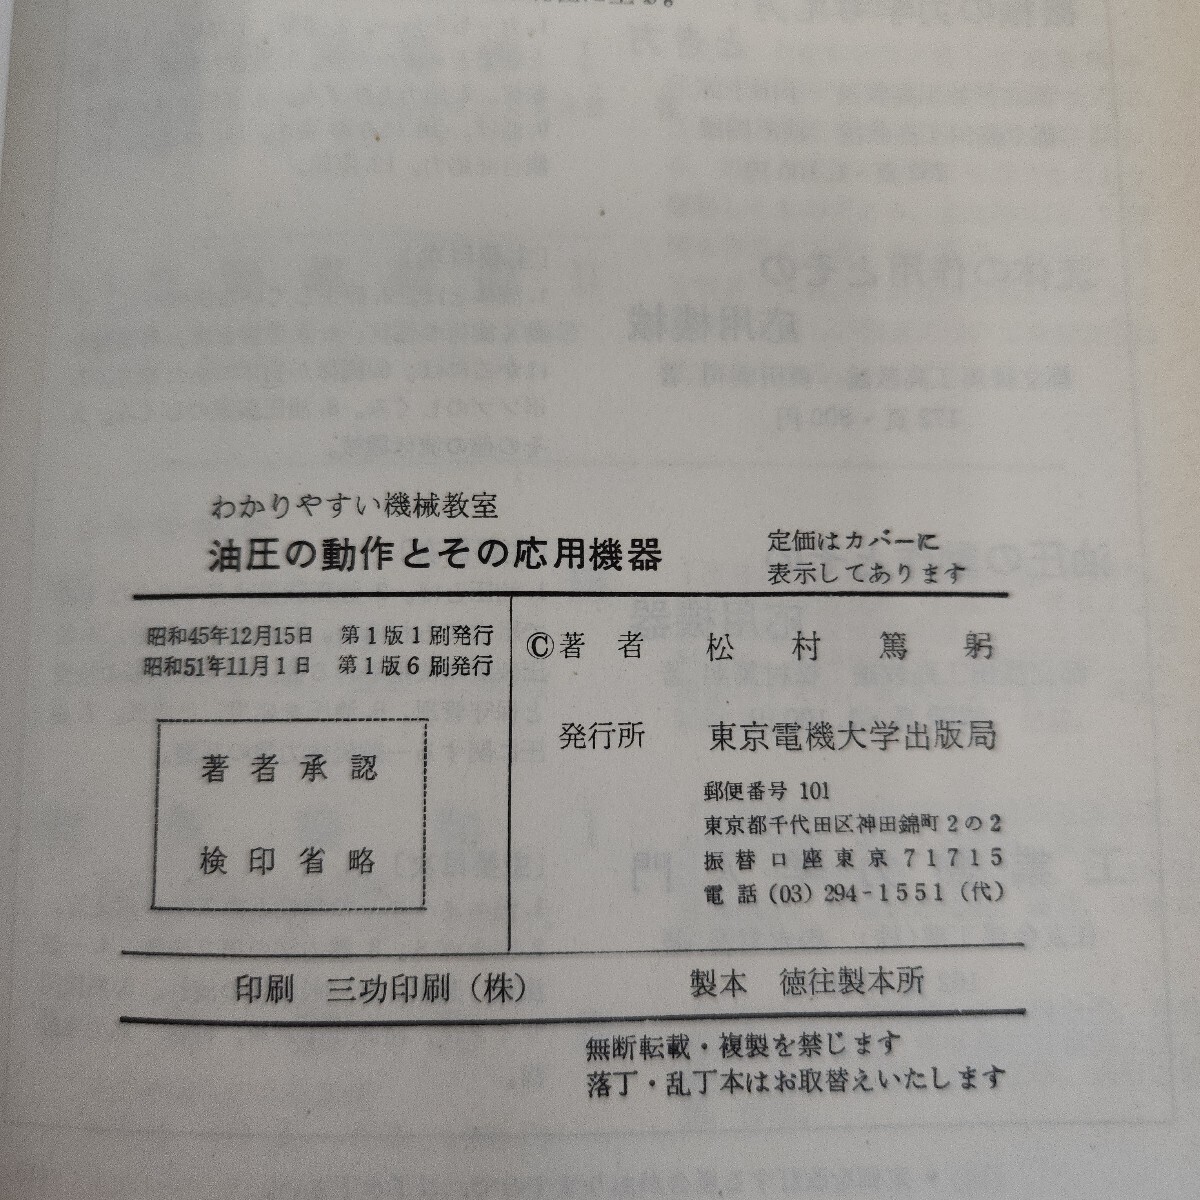 わかりやすい機械教室
油圧の動作とその応用機器
定価はカバーに
表示してあります
昭和45年12月15日　第1版1刷発行
昭和51年11月1日　第1版6刷発行
著者承認
検印省略
©著　者　松　村　篤　躬
発行所　東京電機大学出版局
郵便番号 101
東京都千代田区神田錦町2の2
振替口座東京71715
電話 (03) 294-1551 (代)
印刷　三功印刷（株）　製本　徳住製本所
無断転載・複製を禁じます
落丁・乱丁本はお取替えいたします